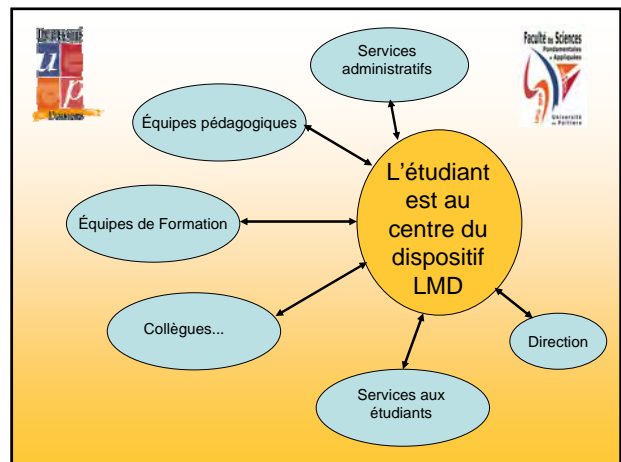 Services
administratifs
Faculté des Sciences
Fondamentales
& Appliquées
Université
de Poitiers
Équipes pédagogiques
L'étudiant
est au
centre du
dispositif
LMD
Équipes de Formation
Collègues...
Direction
Services aux
étudiants